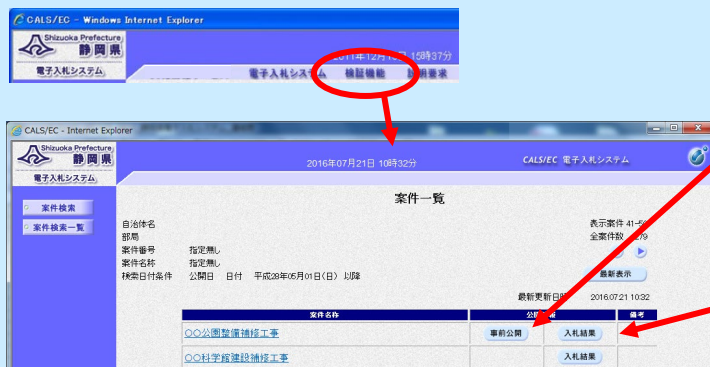 CALS/EC - Windows Internet Explorer
Shizuoka Prefecture
静岡県
2011年12月 15時37分
電子入札システム
電子入札システム 検証機能 説明要求
CALS/EC - Internet Explorer
Shizuoka Prefecture
静岡県
2016年07月21日 10時32分
CALS/EC 電子入札システム
電子入札システム
案件検索
案件検索一覧
案件一覧
自治体名
表示案件 41-
部局
全案件数
案件番号 指定無し
案件名称 指定無し
検索日付条件 公開日 日付 平成28年05月01日(日) 以降
最新表示
最新更新日時 2016.07.21 10:32
案件名称 備考
〇〇公園整備補修工事 事前公開 入札結果
〇〇科学館建設補修工事 入札結果